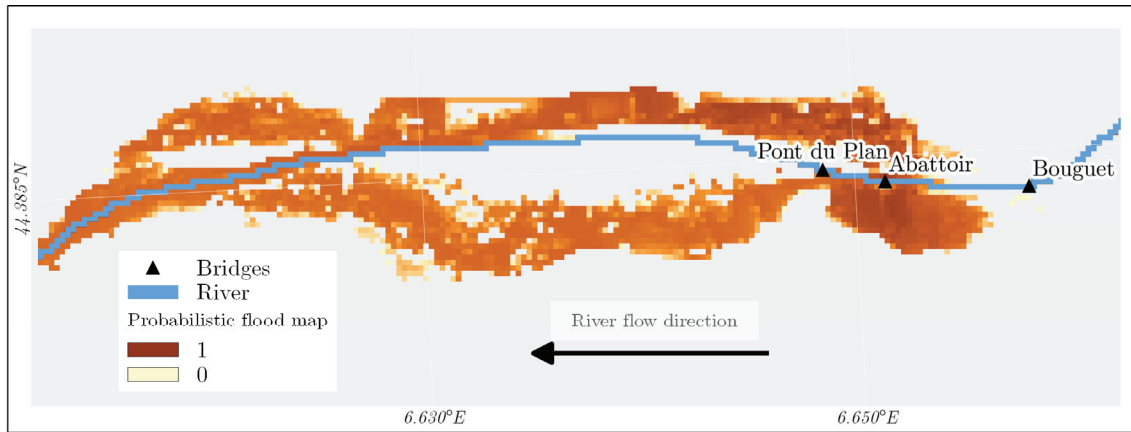 Pont du Plan
Abattoir
Bouguet
44.385°N
Bridges
River
Probabilistic flood map
1
0
River flow direction
6.630°E
6.650°E